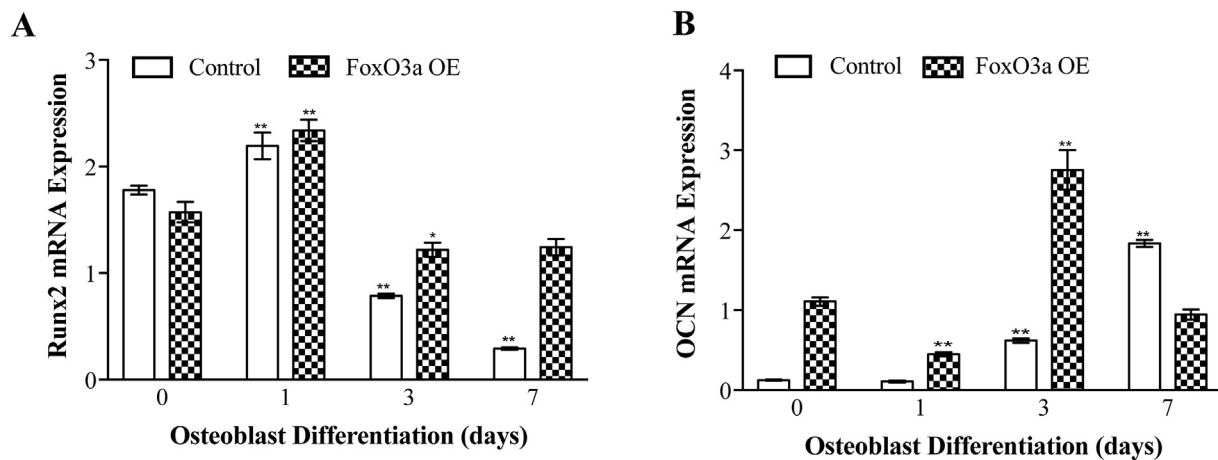 A
Runx2 mRNA Expression
3
2
1
0
Control
FoxO3a OE
**
**
**
*
**
0
1
3
7
Osteoblast Differentiation (days)
B
OCN mRNA Expression
4
3
2
1
0
Control
FoxO3a OE
**
**
**
**
0
1
3
7
Osteoblast Differentiation (days)